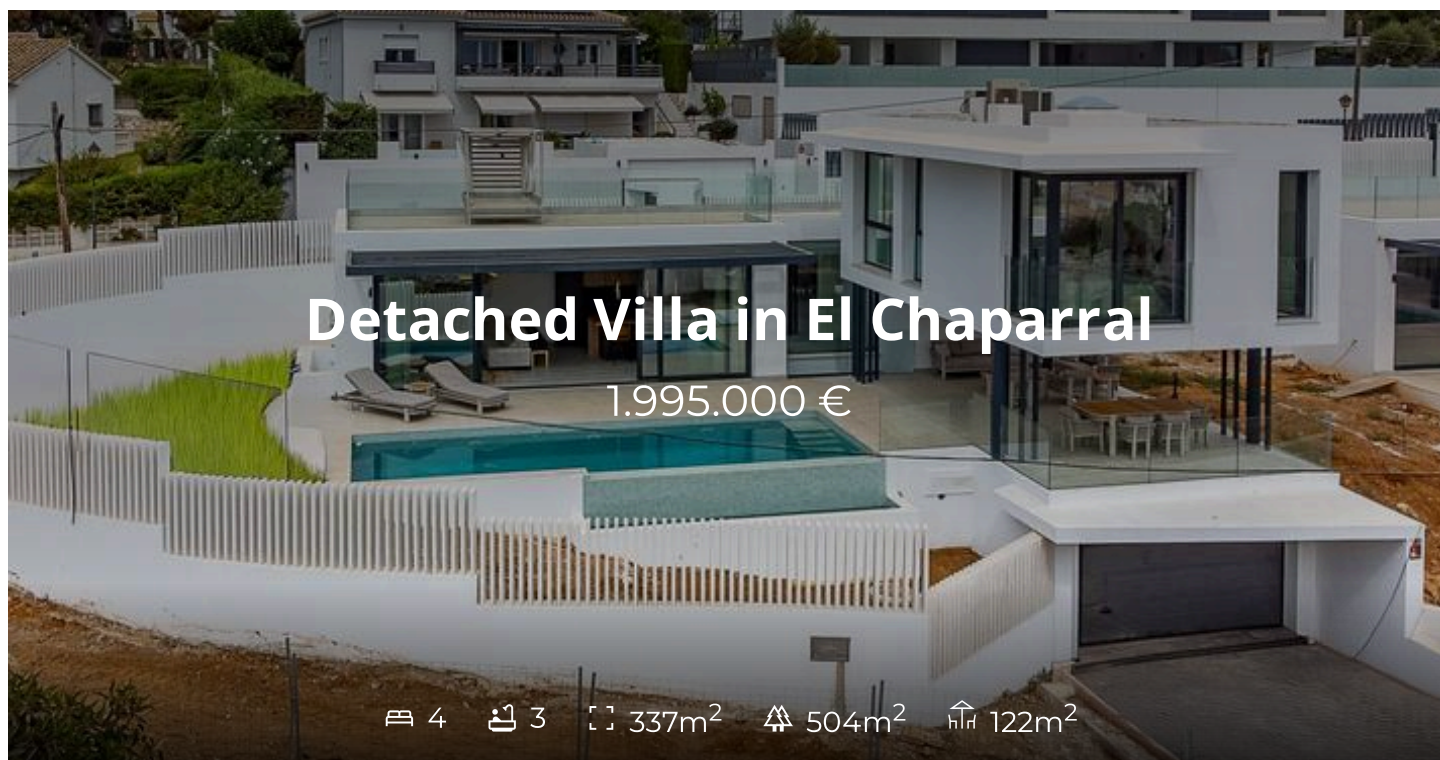 Detached Villa in El Chaparral
1.995.000 €
4 3 337m² 504m² 122m²